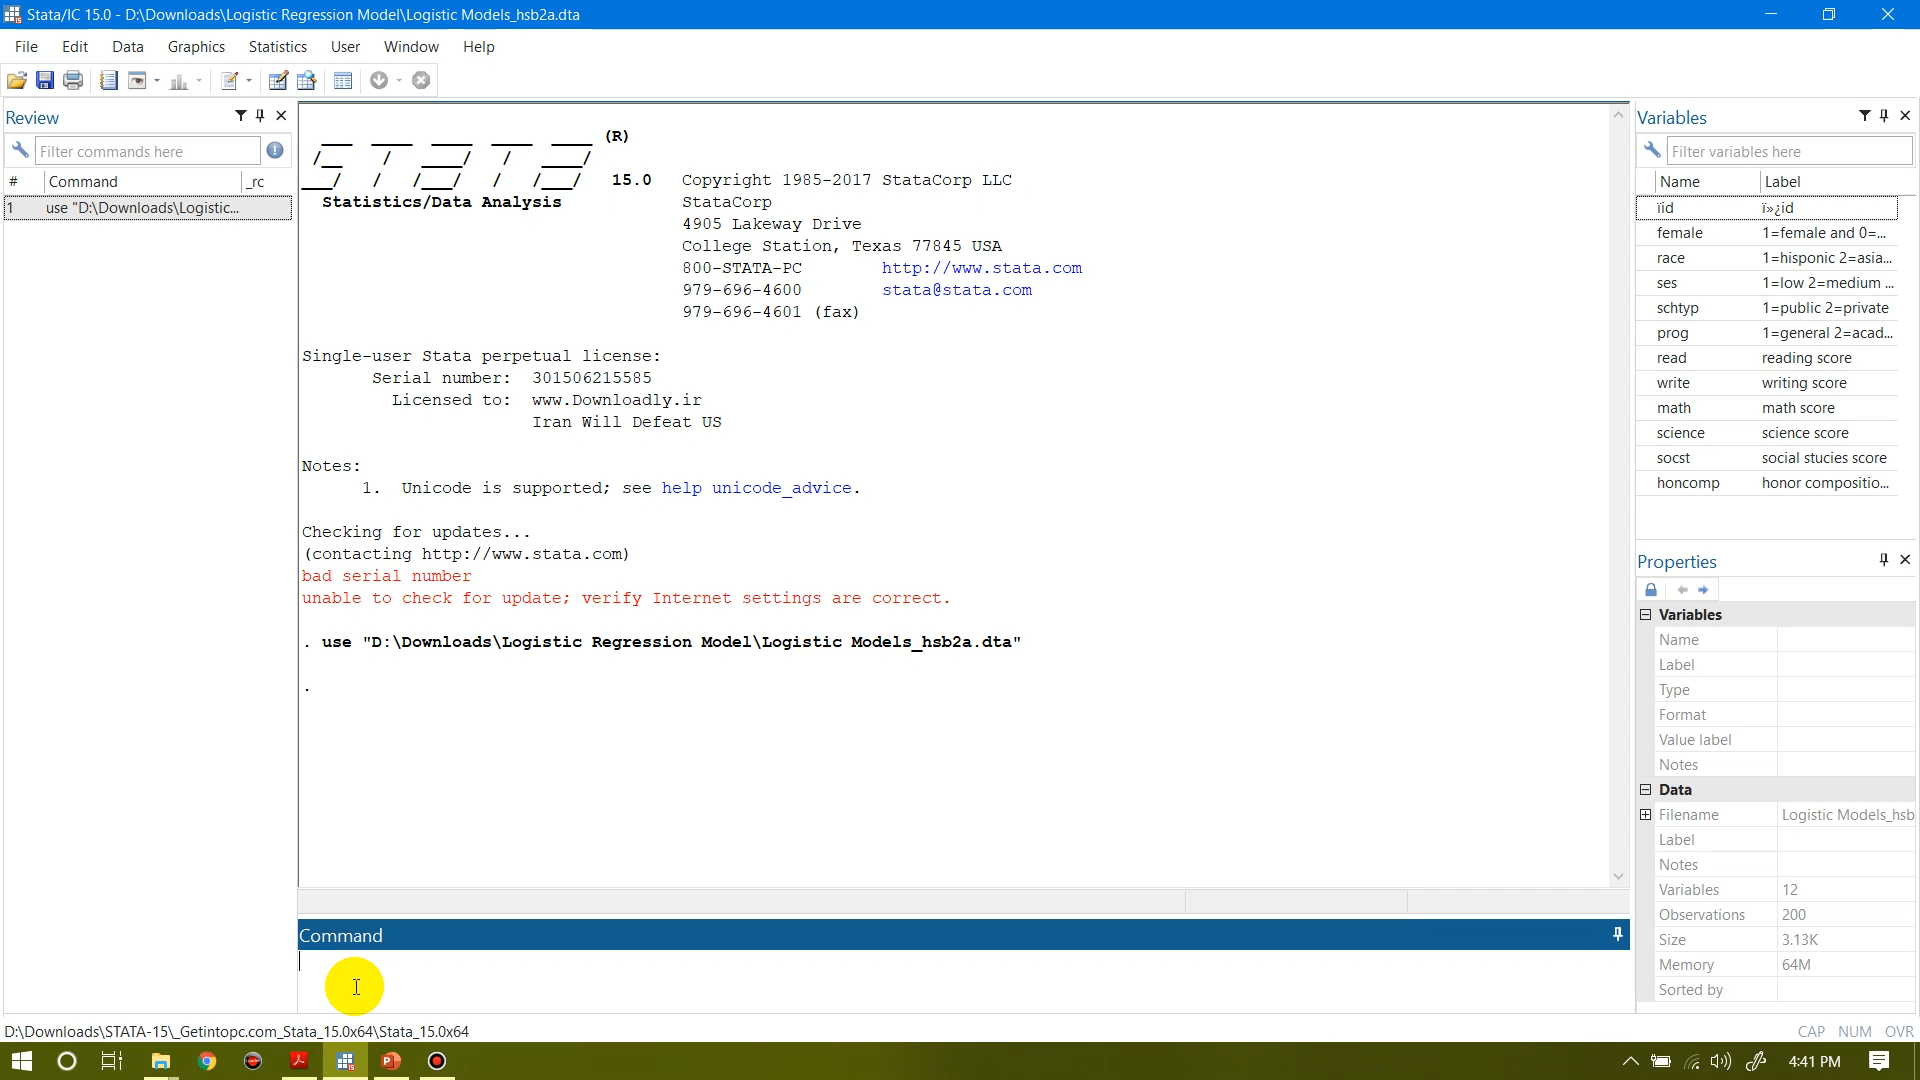 Stata/IC 15.0 - D:\Downloads\Logistic Regression Model\Logistic Models_hsb2a.dta
File Edit Data Graphics Statistics User Window Help
Review
Filter commands here
# Command _rc
1 use "D:\Downloads\Logistic...
STATA (R)
15.0 Copyright 1985-2017 StataCorp LLC
Statistics/Data Analysis StataCorp
4905 Lakeway Drive
College Station, Texas 77845 USA
800-STATA-PC http://www.stata.com
979-696-4600 stata@stata.com
979-696-4601 (fax)
Single-user Stata perpetual license:
Serial number: 301506215585
Licensed to: www.Downloadly.ir
Iran Will Defeat US
Notes:
1. Unicode is supported; see help unicode_advice.
Checking for updates...
(contacting http://www.stata.com)
bad serial number
unable to check for update; verify Internet settings are correct.
. use "D:\Downloads\Logistic Regression Model\Logistic Models_hsb2a.dta"
.
Command
Variables
Filter variables here
Name Label
ïid ï»¿id
female 1=female and 0=...
race 1=hisponic 2=asia...
ses 1=low 2=medium ...
schtyp 1=public 2=private
prog 1=general 2=acad...
read reading score
write writing score
math math score
science science score
socst social stucies score
honcomp honor compositio...
Properties
Variables
Name
Label
Type
Format
Value label
Notes
Data
Filename Logistic Models_hsb
Label
Notes
Variables 12
Observations 200
Size 3.13K
Memory 64M
Sorted by
D:\Downloads\STATA-15\_Getintopc.com_Stata_15.0x64\Stata_15.0x64
CAP NUM OVR
4:41 PM